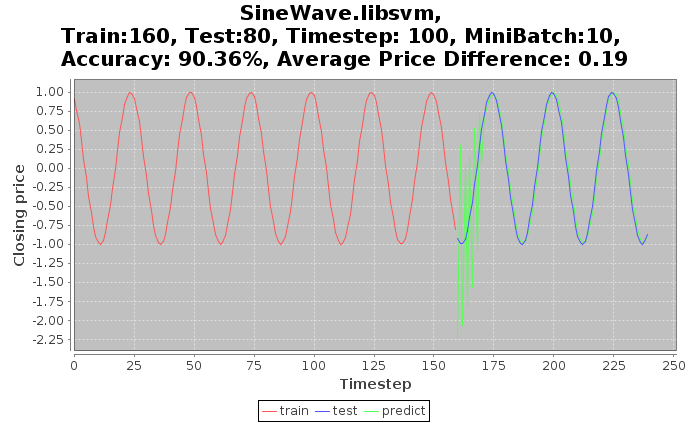 SineWave.libsvm,
Train:160, Test:80, Timestep: 100, MiniBatch:10,
Accuracy: 90.36%, Average Price Difference: 0.19
1.00
0.75
0.50
0.25
0.00
-0.25
-0.50
-0.75
-1.00
-1.25
-1.50
-1.75
-2.00
-2.25
Closing price
0 25 50 75 100 125 150 175 200 225 250
Timestep
train test predict